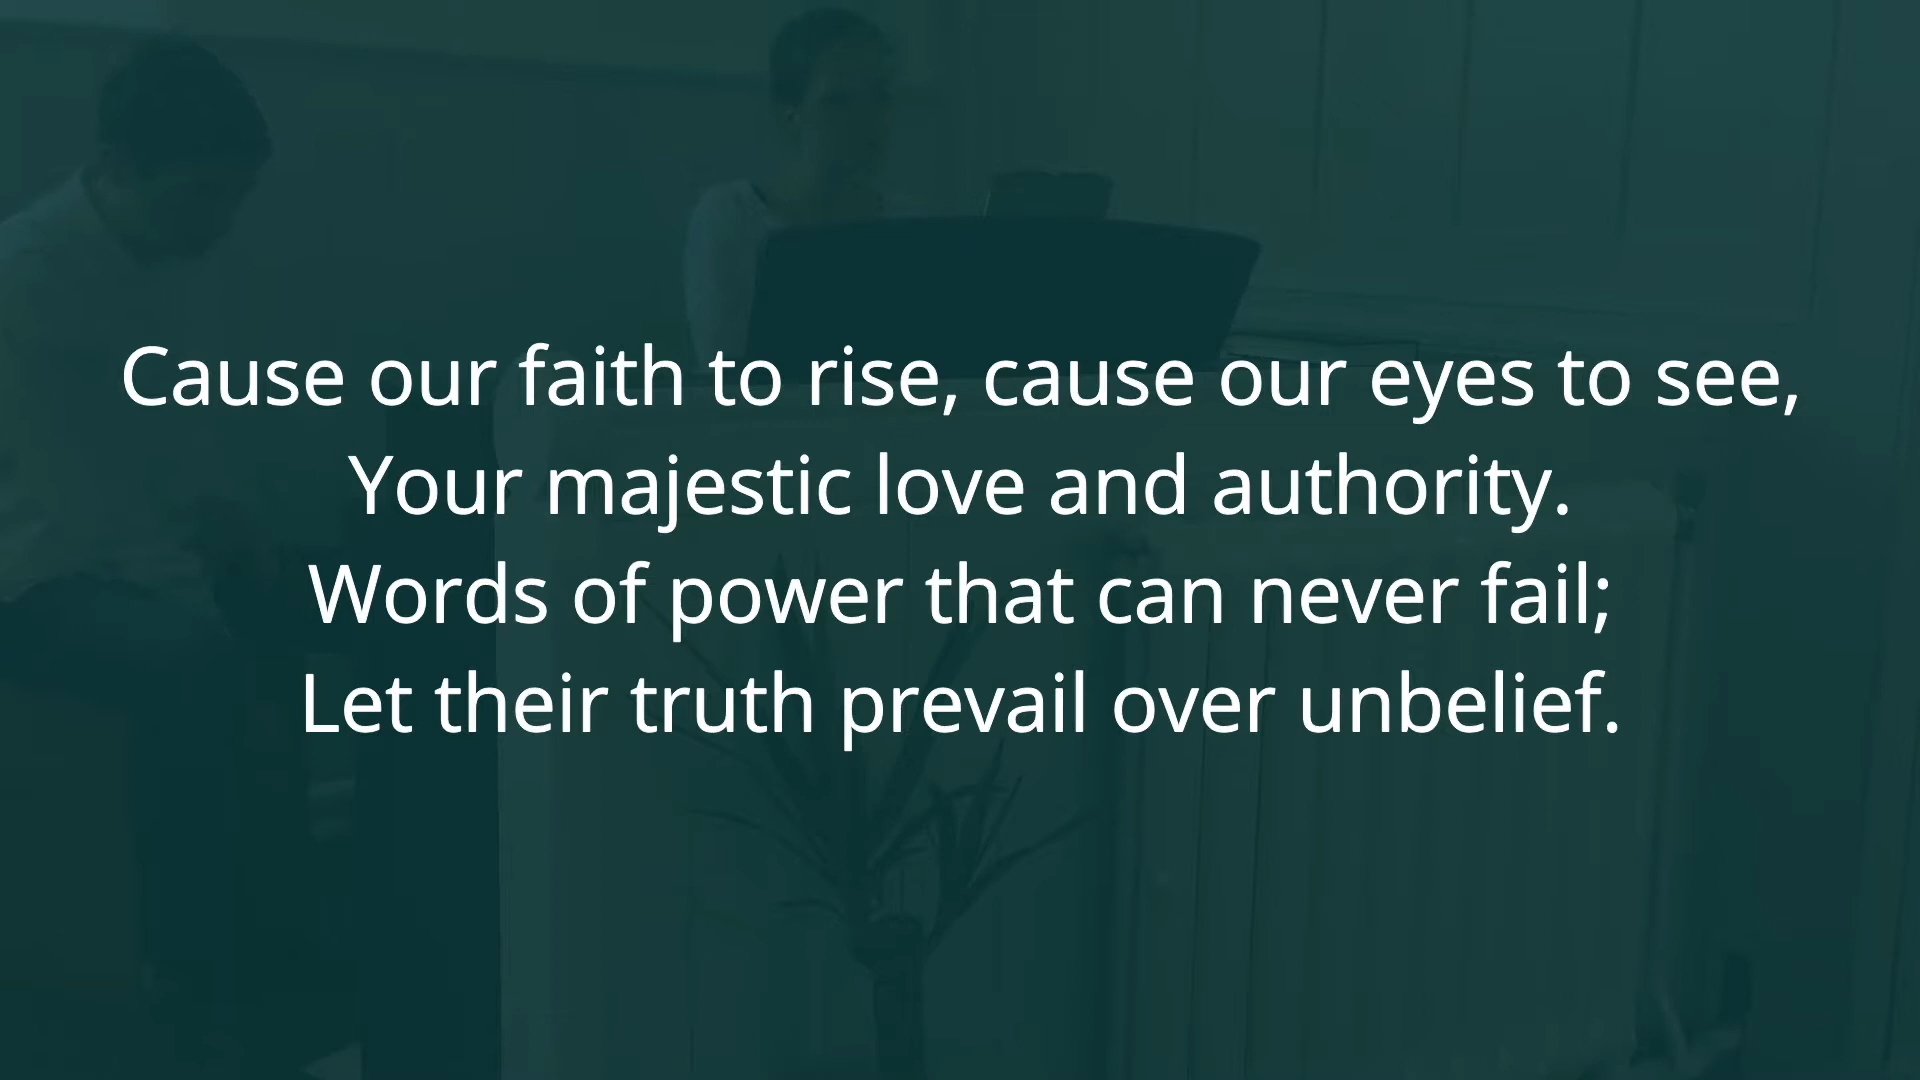 Cause our faith to rise, cause our eyes to see,
Your majestic love and authority.
Words of power that can never fail;
Let their truth prevail over unbelief.